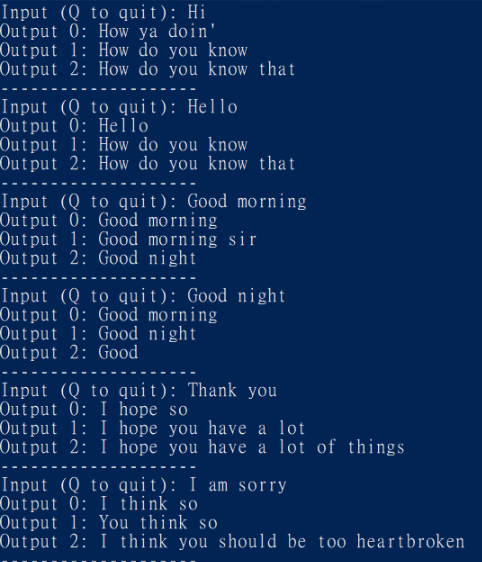 Input (Q to quit): Hi
Output 0: How ya doin'
Output 1: How do you know
Output 2: How do you know that
--------------------
Input (Q to quit): Hello
Output 0: Hello
Output 1: How do you know
Output 2: How do you know that
--------------------
Input (Q to quit): Good morning
Output 0: Good morning
Output 1: Good morning sir
Output 2: Good night
--------------------
Input (Q to quit): Good night
Output 0: Good morning
Output 1: Good night
Output 2: Good
--------------------
Input (Q to quit): Thank you
Output 0: I hope so
Output 1: I hope you have a lot
Output 2: I hope you have a lot of things
--------------------
Input (Q to quit): I am sorry
Output 0: I think so
Output 1: You think so
Output 2: I think you should be too heartbroken
--------------------